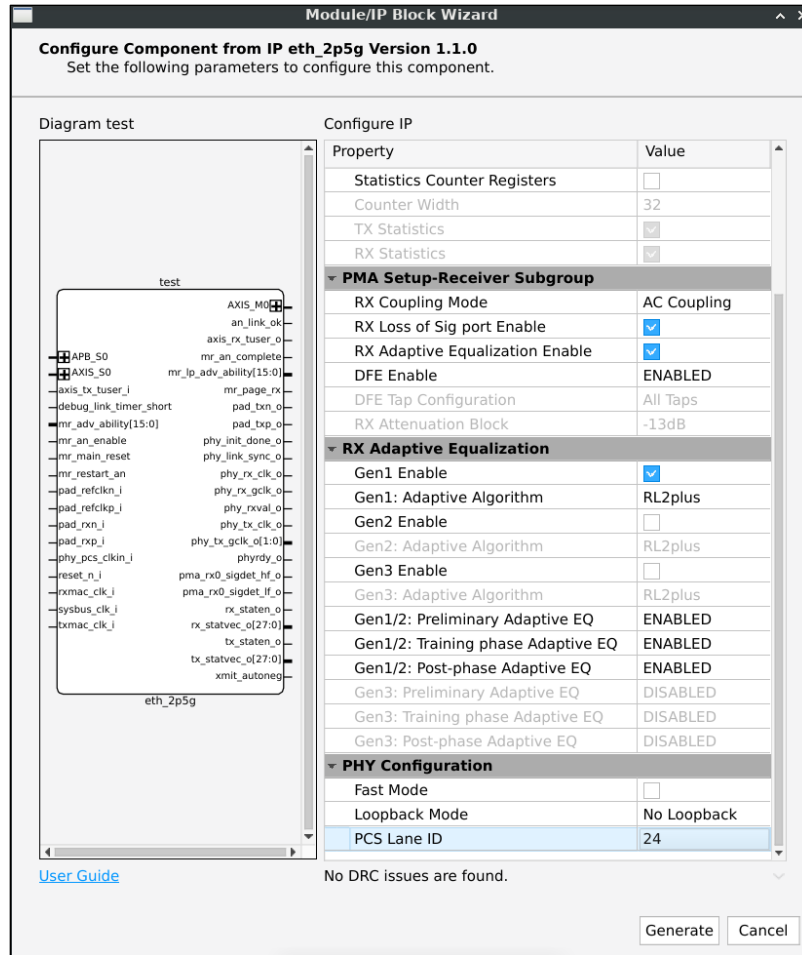 Module/IP Block Wizard
Configure Component from IP eth_2p5g Version 1.1.0
Set the following parameters to configure this component.
Diagram test
test
APB_S0
AXIS_S0
axis_tx_tuser_i
debug_link_timer_short
mr_adv_ability[15:0]
mr_an_enable
mr_main_reset
mr_restart_an
pad_refclkn_i
pad_refclkp_i
pad_rxn_i
pad_rxp_i
phy_pcs_clkin_i
reset_n_i
rxmac_clk_i
sysbus_clk_i
txmac_clk_i
AXIS_M0
an_link_ok
axis_rx_tuser_o
mr_an_complete
mr_lp_adv_ability[15:0]
mr_page_rx
pad_txn_o
pad_txp_o
phy_init_done_o
phy_link_sync_o
phy_rx_clk_o
phy_rx_gclk_o
phy_rxval_o
phy_tx_clk_o
phy_tx_gclk_o[1:0]
phyrdy_o
pma_rx0_sigdet_hf_o
pma_rx0_sigdet_lf_o
rx_staten_o
rx_statvec_o[27:0]
tx_staten_o
tx_statvec_o[27:0]
xmit_autoneg
eth_2p5g
User Guide
Configure IP
Property Value
Statistics Counter Registers
Counter Width 32
TX Statistics
RX Statistics
PMA Setup-Receiver Subgroup
RX Coupling Mode AC Coupling
RX Loss of Sig port Enable
RX Adaptive Equalization Enable
DFE Enable ENABLED
DFE Tap Configuration All Taps
RX Attenuation Block -13dB
RX Adaptive Equalization
Gen1 Enable
Gen1: Adaptive Algorithm RL2plus
Gen2 Enable
Gen2: Adaptive Algorithm RL2plus
Gen3 Enable
Gen3: Adaptive Algorithm RL2plus
Gen1/2: Preliminary Adaptive EQ ENABLED
Gen1/2: Training phase Adaptive EQ ENABLED
Gen1/2: Post-phase Adaptive EQ ENABLED
Gen3: Preliminary Adaptive EQ DISABLED
Gen3: Training phase Adaptive EQ DISABLED
Gen3: Post-phase Adaptive EQ DISABLED
PHY Configuration
Fast Mode
Loopback Mode No Loopback
PCS Lane ID 24
No DRC issues are found.
Generate Cancel